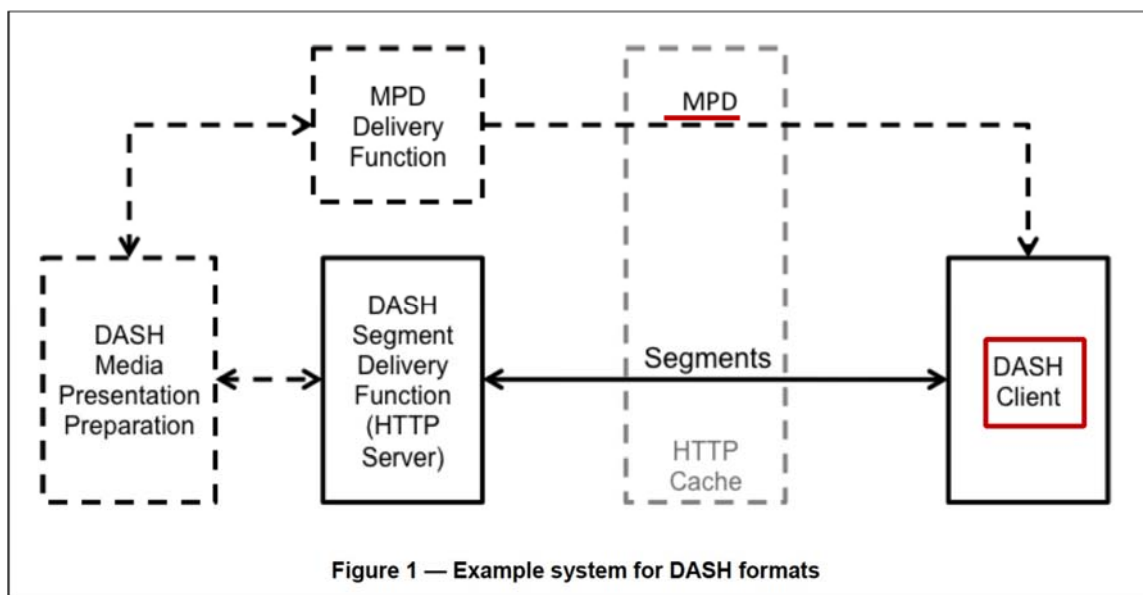 MPD
Delivery
Function
MPD
DASH
Media
Presentation
Preparation
DASH
Segment
Delivery
Function
(HTTP
Server)
Segments
HTTP
Cache
DASH
Client
Figure 1 — Example system for DASH formats